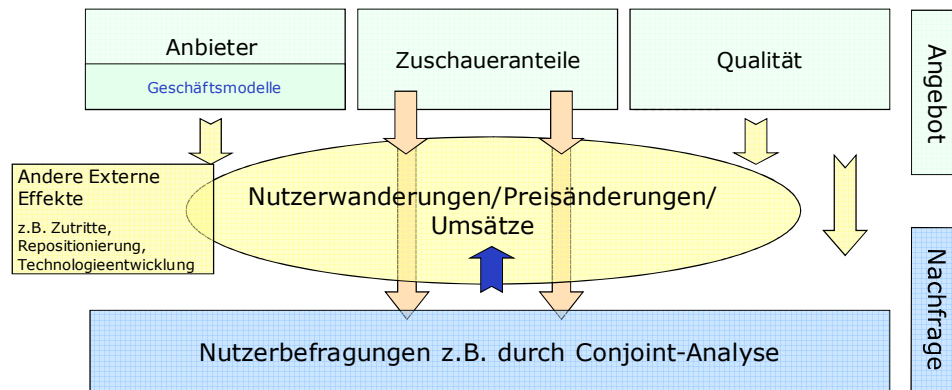 Anbieter
Geschäftsmodelle
Zuschaueranteile
Qualität
Angebot
Andere Externe
Effekte
z.B. Zutritte,
Repositionierung,
Technologieentwicklung
Nutzerwanderungen/Preisänderungen/
Umsätze
Nutzerbefragungen z.B. durch Conjoint-Analyse
Nachfrage